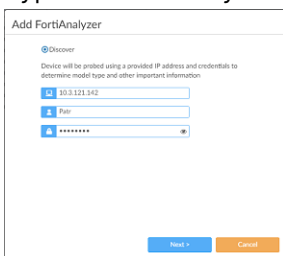 Add FortiAnalyzer
Discover
Device will be probed using a provided IP address and credentials to
determine model type and other important information
10.3.121.142
Patr
••••••••
Next >
Cancel